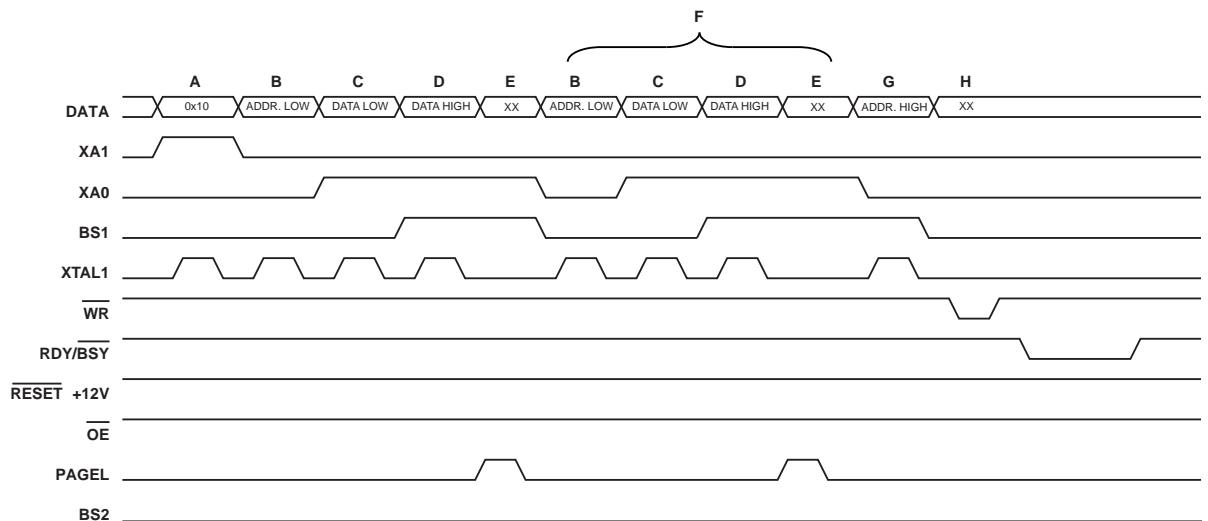 F
A B C D E B C D E G H
DATA 0x10 ADDR. LOW DATA LOW DATA HIGH XX ADDR. LOW DATA LOW DATA HIGH XX ADDR. HIGH XX
XA1
XA0
BS1
XTAL1
WR
RDY/BSY
RESET +12V
OE
PAGEL
BS2